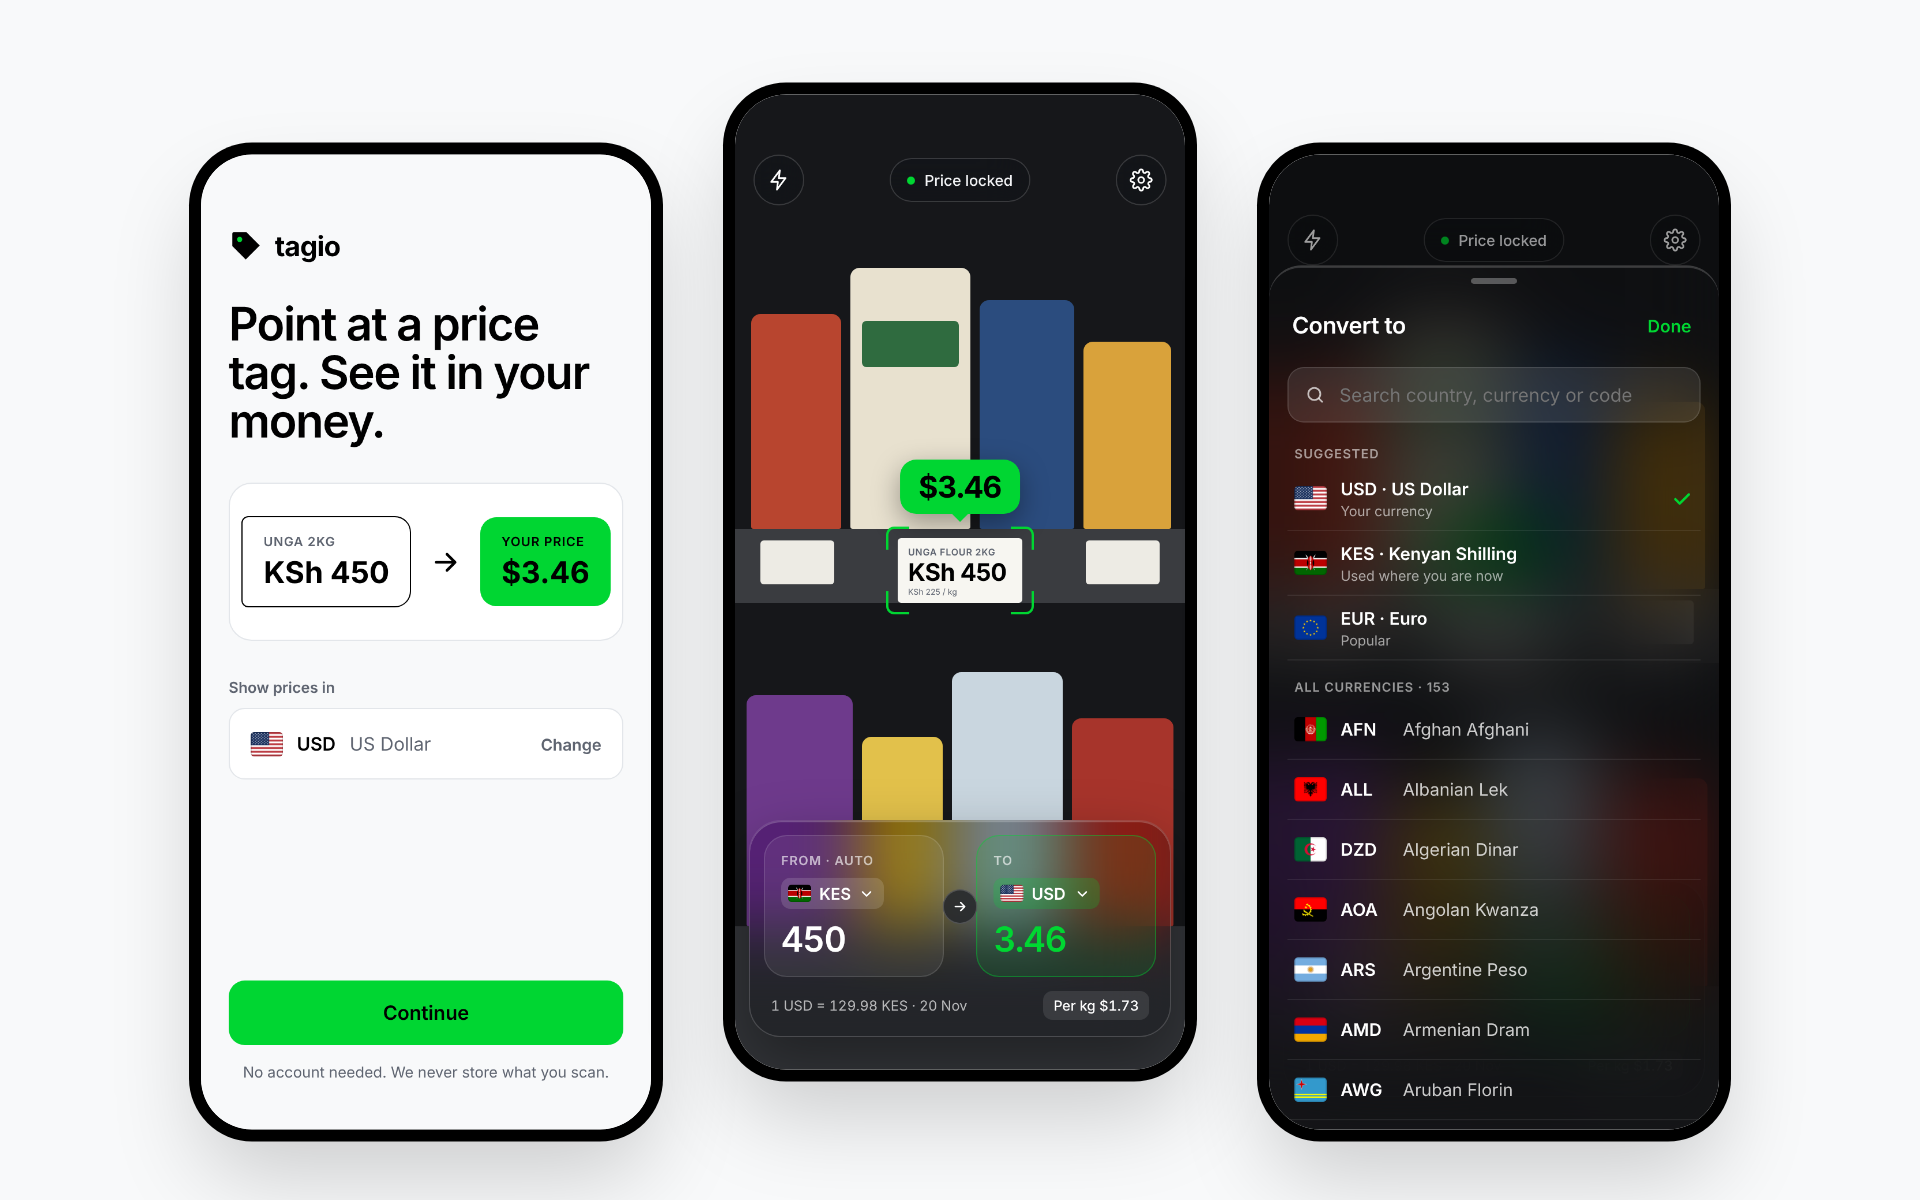 tagio
Point at a price
tag. See it in your
money.
UNGA 2KG
KSh 450
YOUR PRICE
$3.46
Show prices in
USD US Dollar
Change
Continue
No account needed. We never store what you scan.
Price locked
$3.46
UNGA FLOUR 2KG
KSh 450
KSh 225 / kg
FROM · AUTO
KES
450
TO
USD
3.46
1 USD = 129.98 KES · 20 Nov
Per kg $1.73
Price locked
Convert to
Done
Search country, currency or code
SUGGESTED
USD · US Dollar
Your currency
KES · Kenyan Shilling
Used where you are now
EUR · Euro
Popular
ALL CURRENCIES · 153
AFN Afghan Afghani
ALL Albanian Lek
DZD Algerian Dinar
AOA Angolan Kwanza
ARS Argentine Peso
AMD Armenian Dram
AWG Aruban Florin